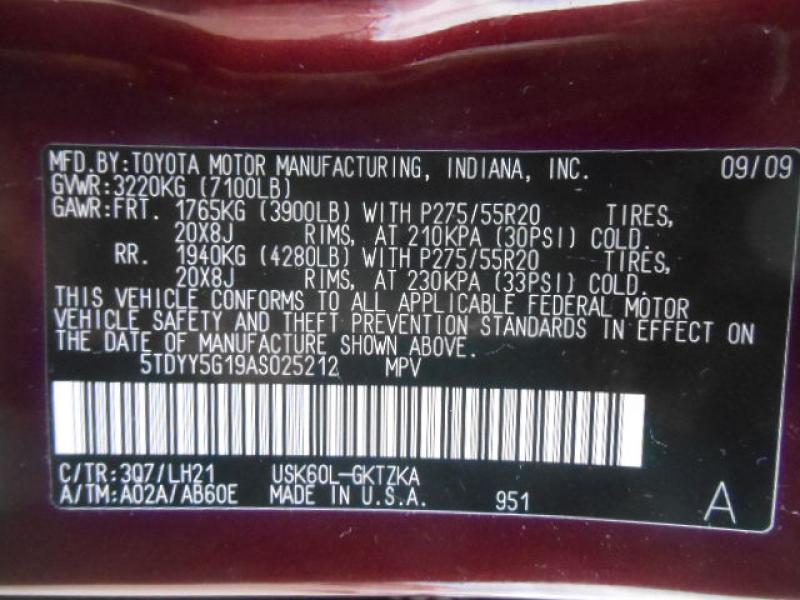 MFD.BY:TOYOTA MOTOR MANUFACTURING, INDIANA, INC. 09/09
GVWR:3220KG (7100LB)
GAWR:FRT. 1765KG (3900LB) WITH P275/55R20 TIRES,
20X8J RIMS, AT 210KPA (30PSI) COLD.
RR. 1940KG (4280LB) WITH P275/55R20 TIRES,
20X8J RIMS, AT 230KPA (33PSI) COLD.
THIS VEHICLE CONFORMS TO ALL APPLICABLE FEDERAL MOTOR
VEHICLE SAFETY AND THEFT PREVENTION STANDARDS IN EFFECT ON
THE DATE OF MANUFACTURE SHOWN ABOVE.
5TDYY5G19AS025212 MPV
C/TR:3Q7/LH21 USK60L-GKTZKA
A/TM:A02A/AB60E MADE IN U.S.A. 951 A